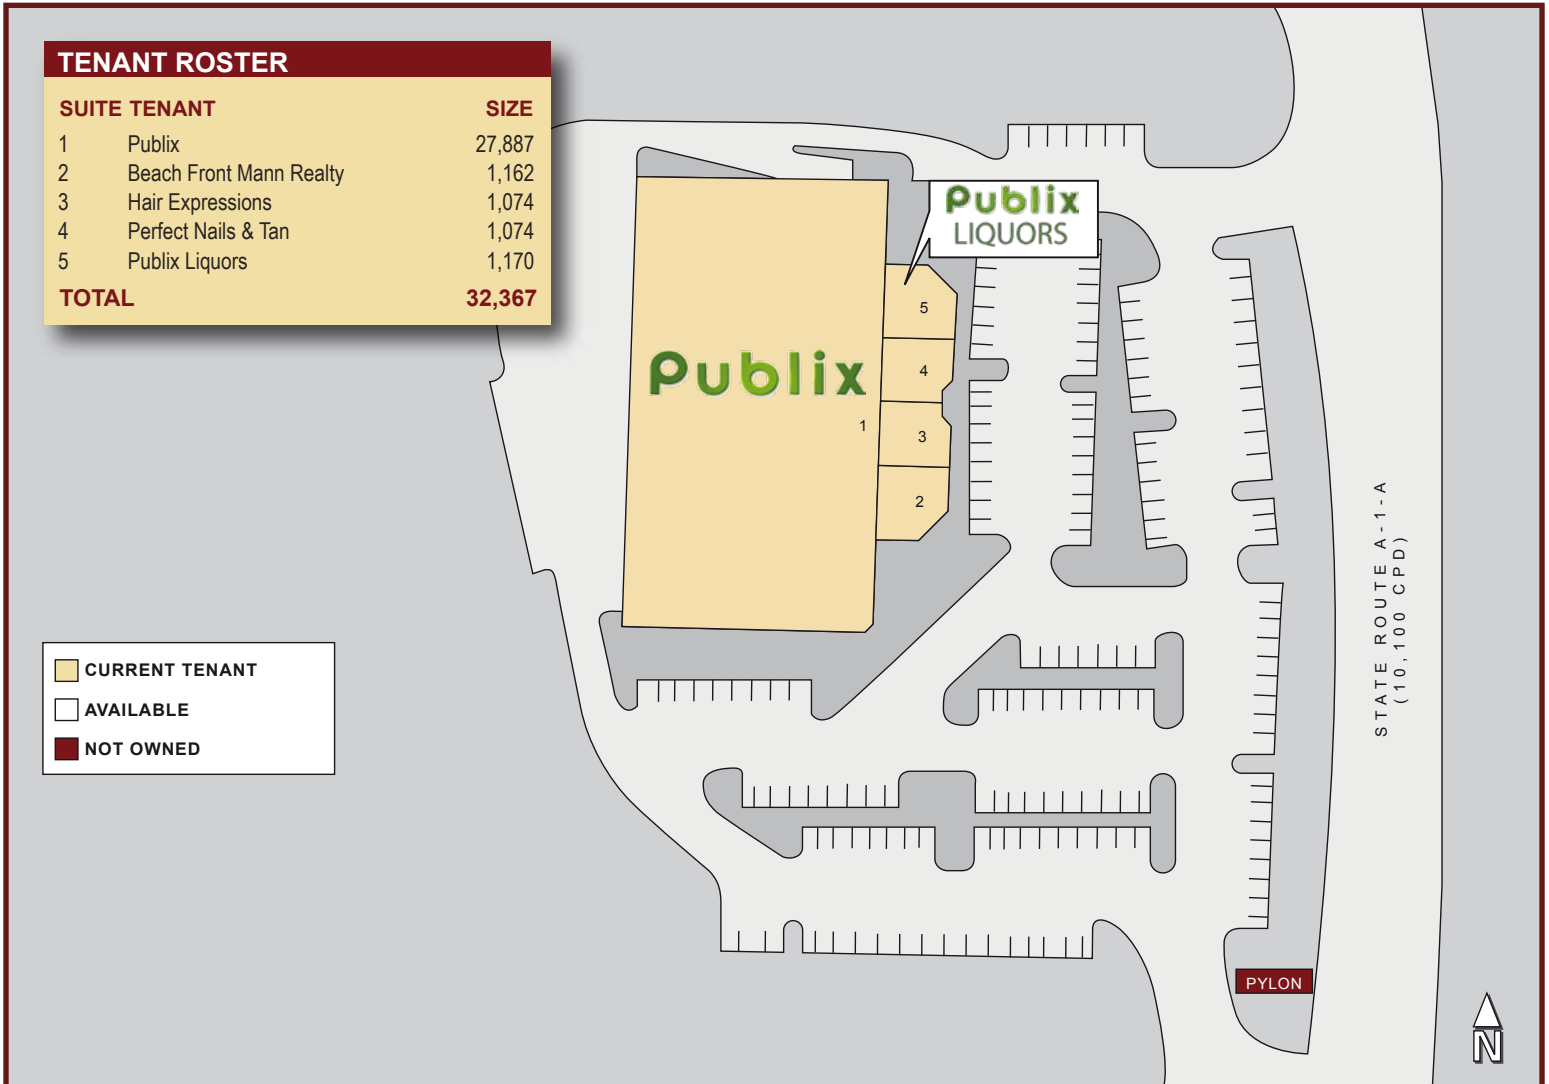 TENANT ROSTER
SUITE TENANT SIZE
1 Publix 27,887
2 Beach Front Mann Realty 1,162
3 Hair Expressions 1,074
4 Perfect Nails & Tan 1,074
5 Publix Liquors 1,170
TOTAL 32,367
Publix
LIQUORS
5
4
Publix
1
3
2
CURRENT TENANT
AVAILABLE
NOT OWNED
STATE ROUTE A-1-A
(10,100 CPD)
PYLON
N